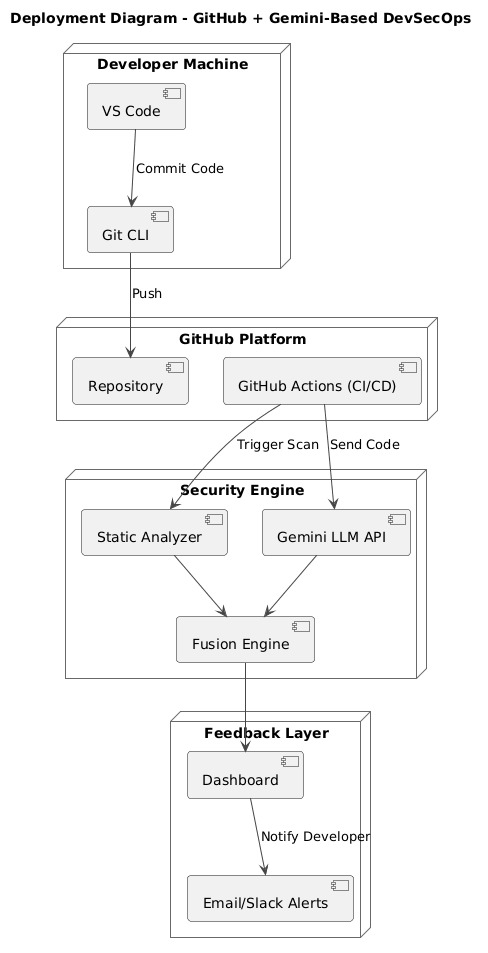 Deployment Diagram - GitHub + Gemini-Based DevSecOps
Developer Machine
VS Code
Commit Code
Git CLI
Push
GitHub Platform
Repository
GitHub Actions (CI/CD)
Trigger Scan
Send Code
Security Engine
Static Analyzer
Gemini LLM API
Fusion Engine
Feedback Layer
Dashboard
Notify Developer
Email/Slack Alerts